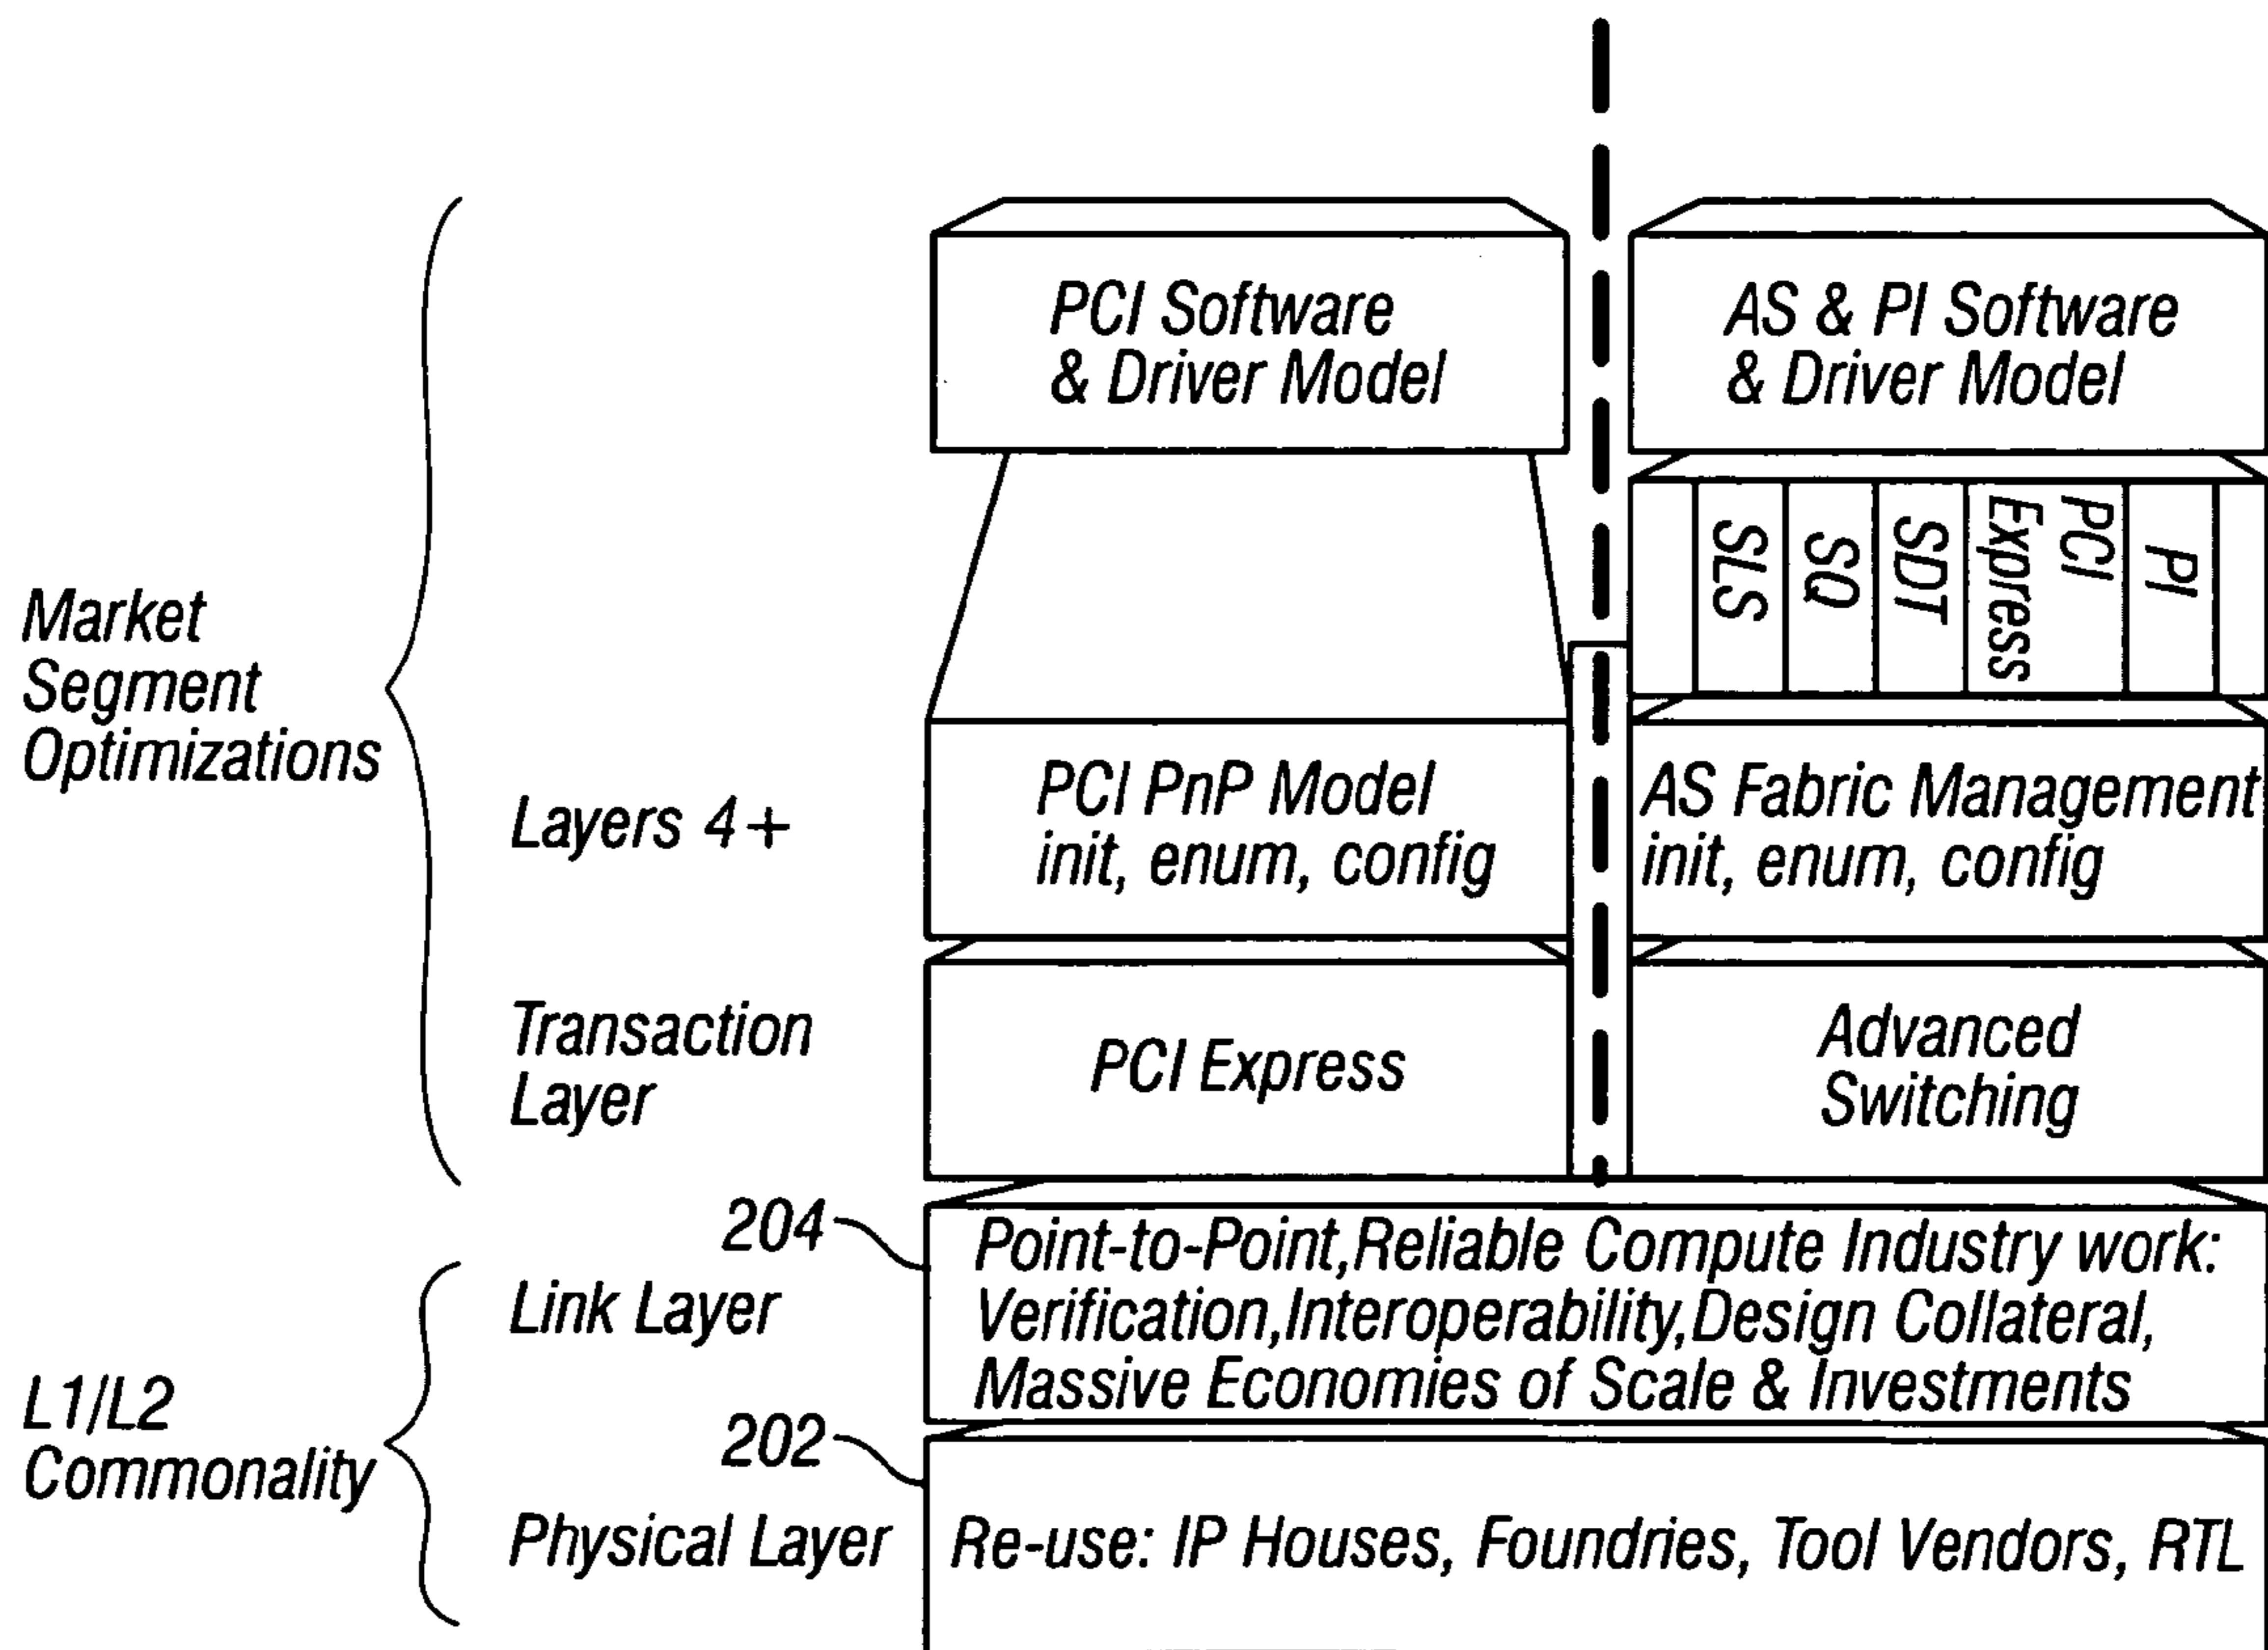 PCI Software
& Driver Model
AS & PI Software
& Driver Model
SLS
SQ
SDT
PCI
Express
PI
Market
Segment
Optimizations
Layers 4+
PCI PnP Model
init, enum, config
AS Fabric Management
init, enum, config
Transaction
Layer
PCI Express
Advanced
Switching
204
Link Layer
Point-to-Point,Reliable Compute Industry work:
Verification,Interoperability,Design Collateral,
Massive Economies of Scale & Investments
L1/L2
Commonality
202
Physical Layer
Re-use: IP Houses, Foundries, Tool Vendors, RTL